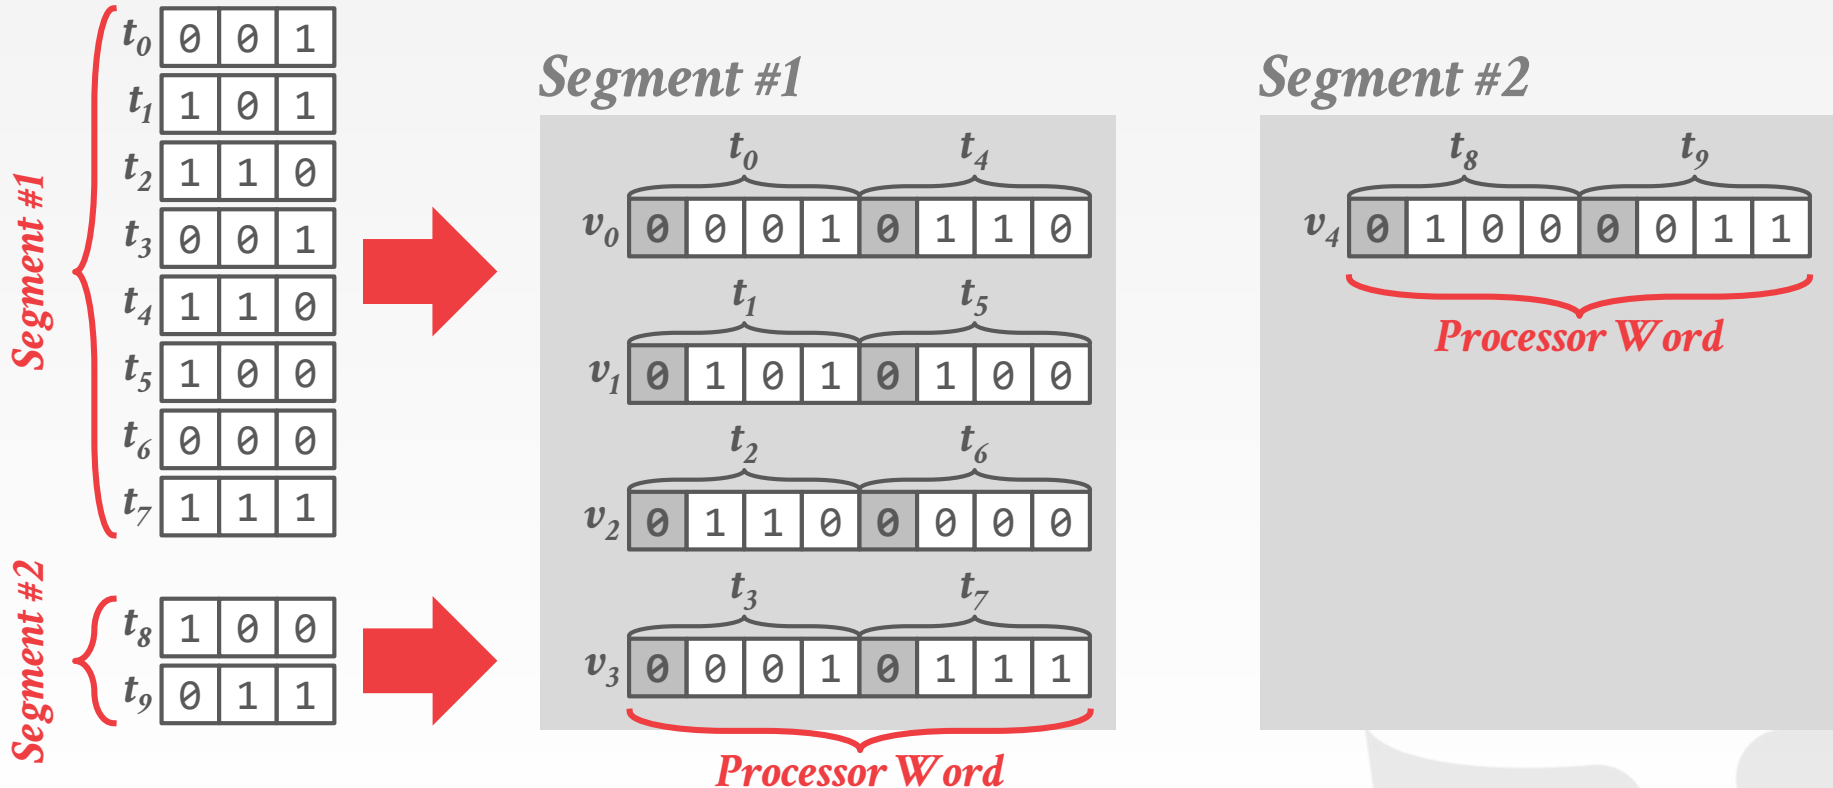 Segment #1
t0 0 0 1
t1 1 0 1
t2 1 1 0
t3 0 0 1
t4 1 1 0
t5 1 0 0
t6 0 0 0
t7 1 1 1
Segment #2
t8 1 0 0
t9 0 1 1
Segment #1
t0 t4
v0 0 0 0 1 0 1 1 0
t1 t5
v1 0 1 0 1 0 1 0 0
t2 t6
v2 0 1 1 0 0 0 0 0
t3 t7
v3 0 0 0 1 0 1 1 1
Processor Word
Segment #2
t8 t9
v4 0 1 0 0 0 0 1 1
Processor Word